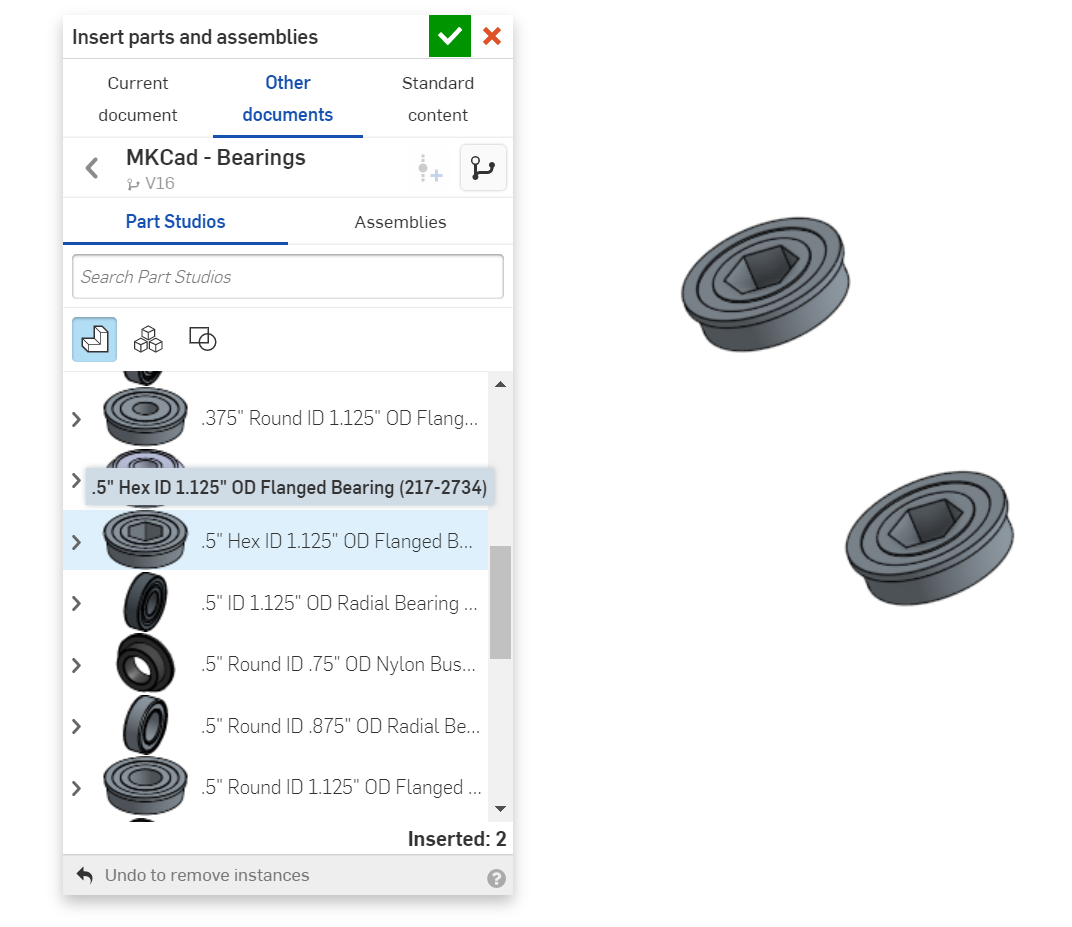 Insert parts and assemblies
Current document
Other documents
Standard content
MKCad - Bearings
V16
Part Studios
Assemblies
Search Part Studios
.375" Round ID 1.125" OD Flang...
.5" Hex ID 1.125" OD Flanged Bearing (217-2734)
.5" Hex ID 1.125" OD Flanged B...
.5" ID 1.125" OD Radial Bearing ...
.5" Round ID .75" OD Nylon Bus...
.5" Round ID .875" OD Radial Be...
.5" Round ID 1.125" OD Flanged ...
Inserted: 2
Undo to remove instances